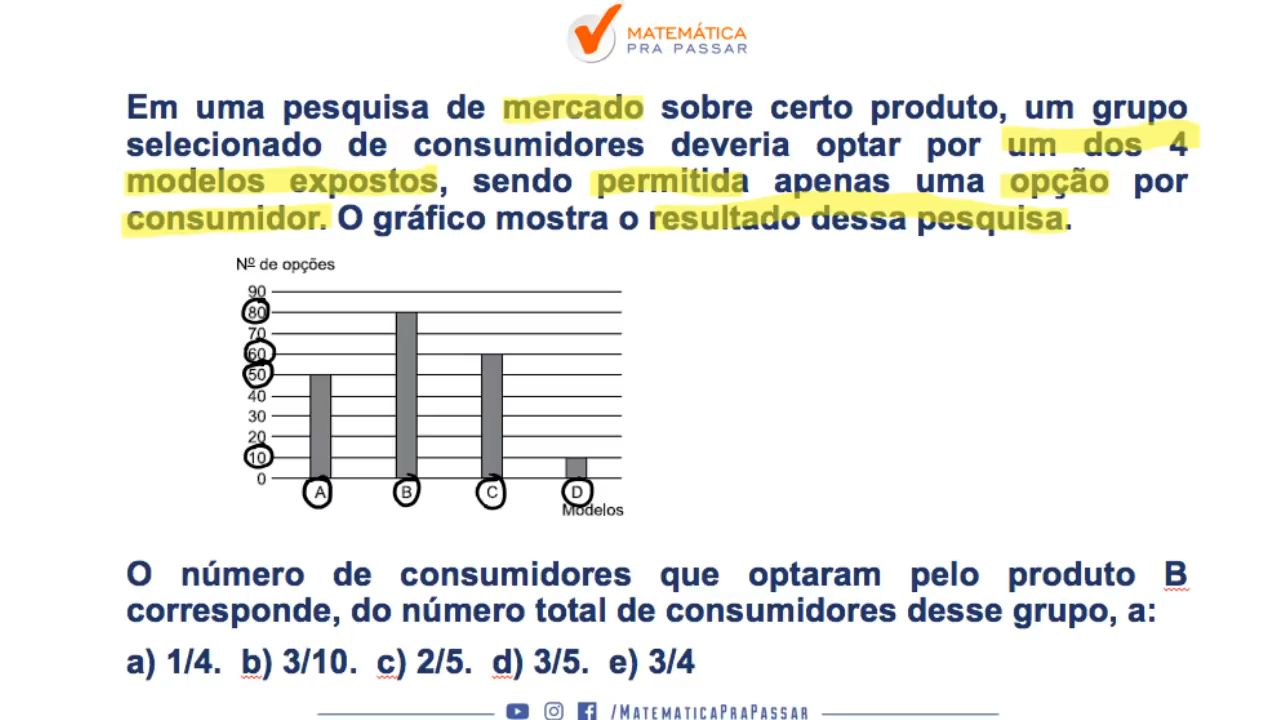 MATEMÁTICA
PRA PASSAR
Em uma pesquisa de mercado sobre certo produto, um grupo
selecionado de consumidores deveria optar por um dos 4
modelos expostos, sendo permitida apenas uma opção por
consumidor. O gráfico mostra o resultado dessa pesquisa.
Nº de opções
90
80
70
60
50
40
30
20
10
0
A B C D
Modelos
O número de consumidores que optaram pelo produto B
corresponde, do número total de consumidores desse grupo, a:
a) 1/4. b) 3/10. c) 2/5. d) 3/5. e) 3/4
/MATEMATICAPRAPASSAR